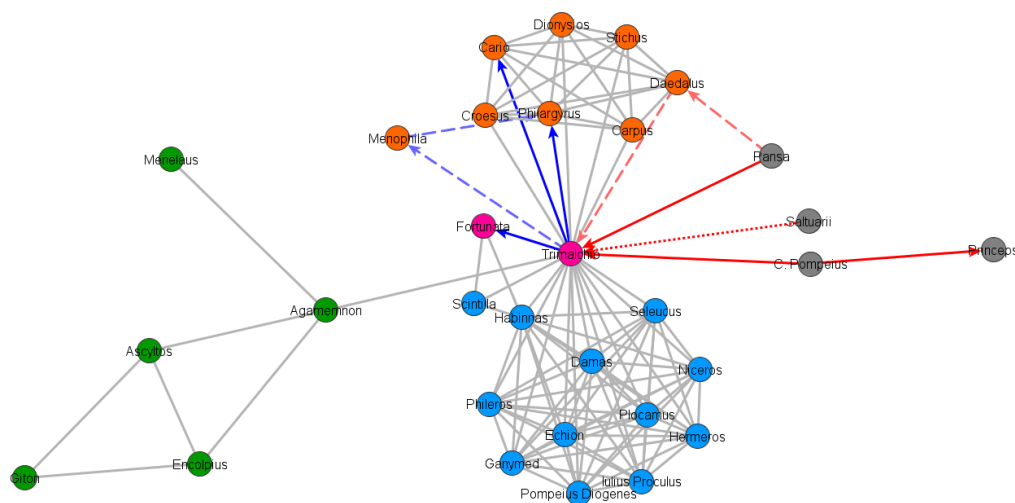 Dionysios
Stichus
Cario
Daedalus
Croesus
Philargyrus
Carpus
Menophila
Pansa
Menelaus
Fortunata
Saltuarii
Trimalchio
C. Pompeius
Princeps
Scintilla
Agamemnon
Habinnas
Seleucus
Ascyltos
Damas
Niceros
Phileros
Plocamus
Echion
Hermeros
Encolpius
Ganymed
Giton
Iulius Proculus
Pompeius Diogenes